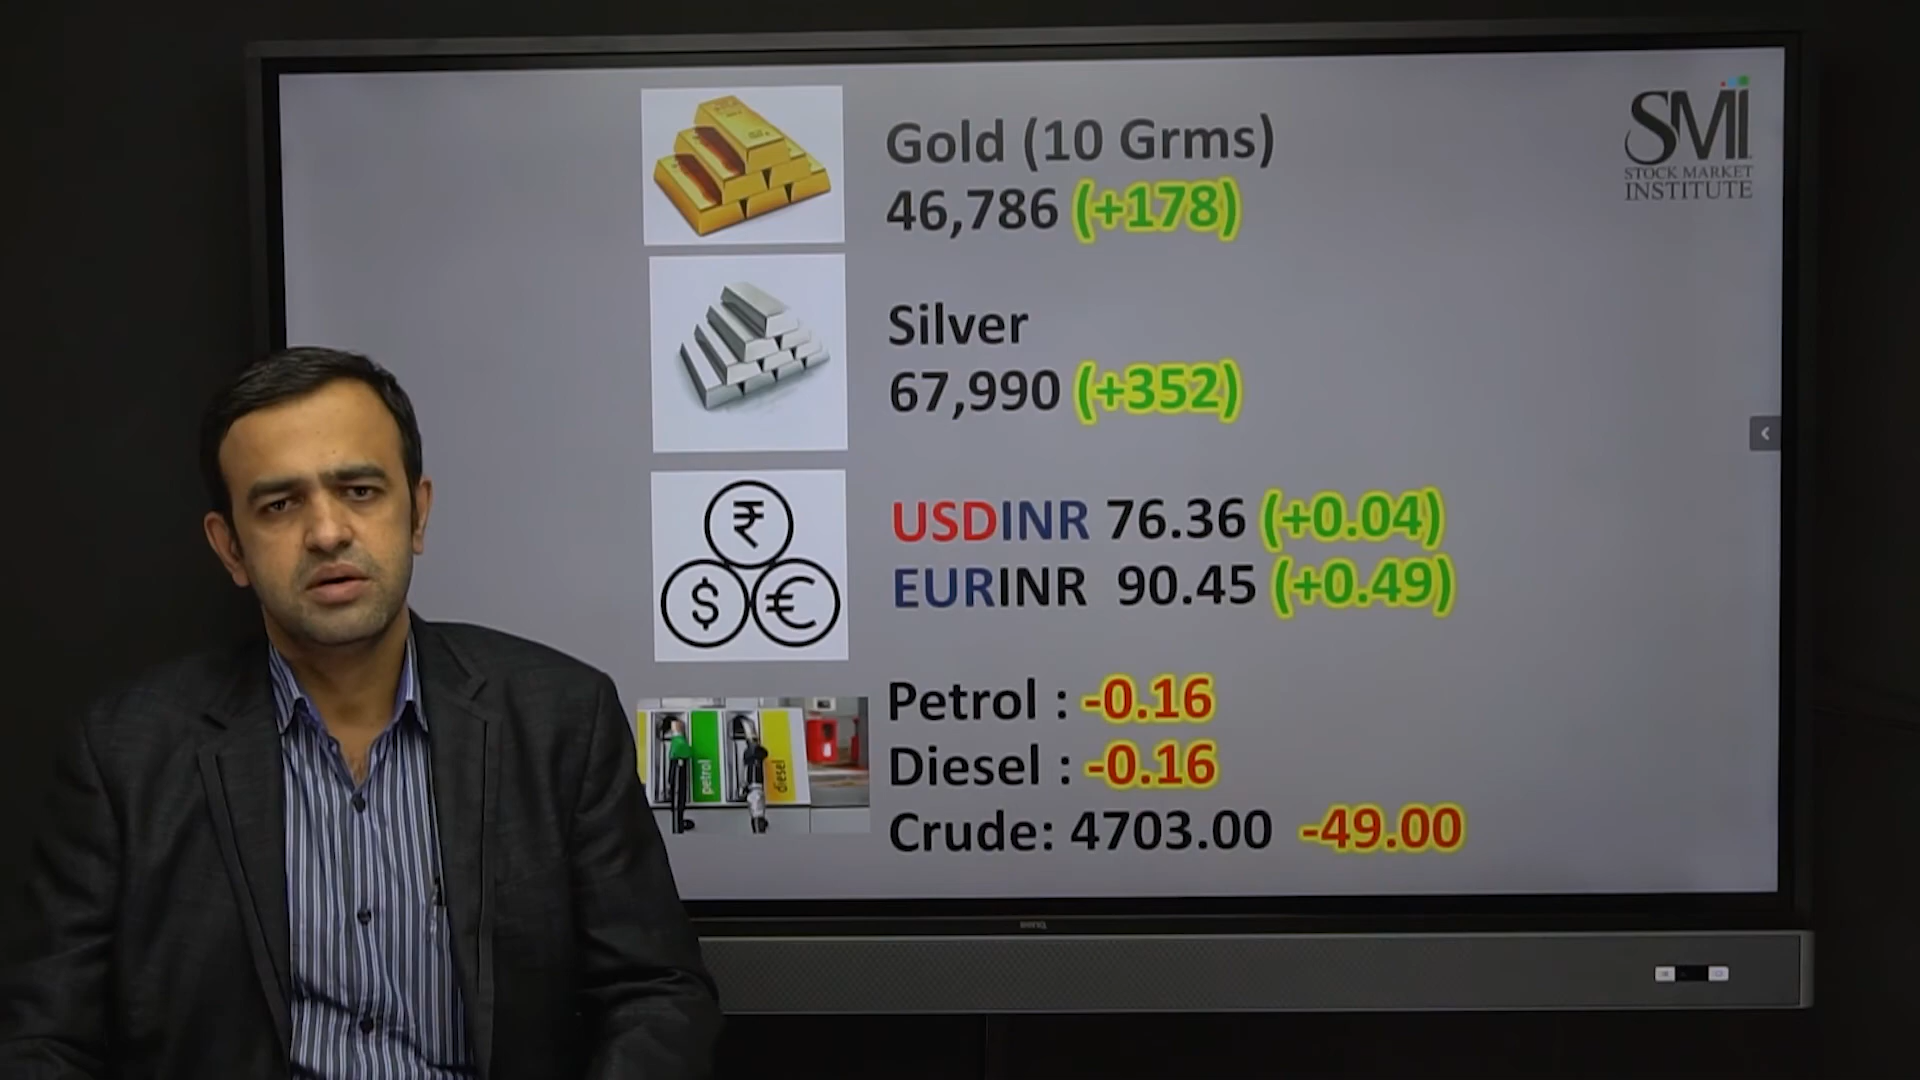 Gold (10 Grms)
46,786 (+178)
SMI
STOCK MARKET
INSTITUTE
Silver
67,990 (+352)
₹
$ €
USDINR 76.36 (+0.04)
EURINR 90.45 (+0.49)
petrol
diesel
Petrol : -0.16
Diesel : -0.16
Crude: 4703.00 -49.00